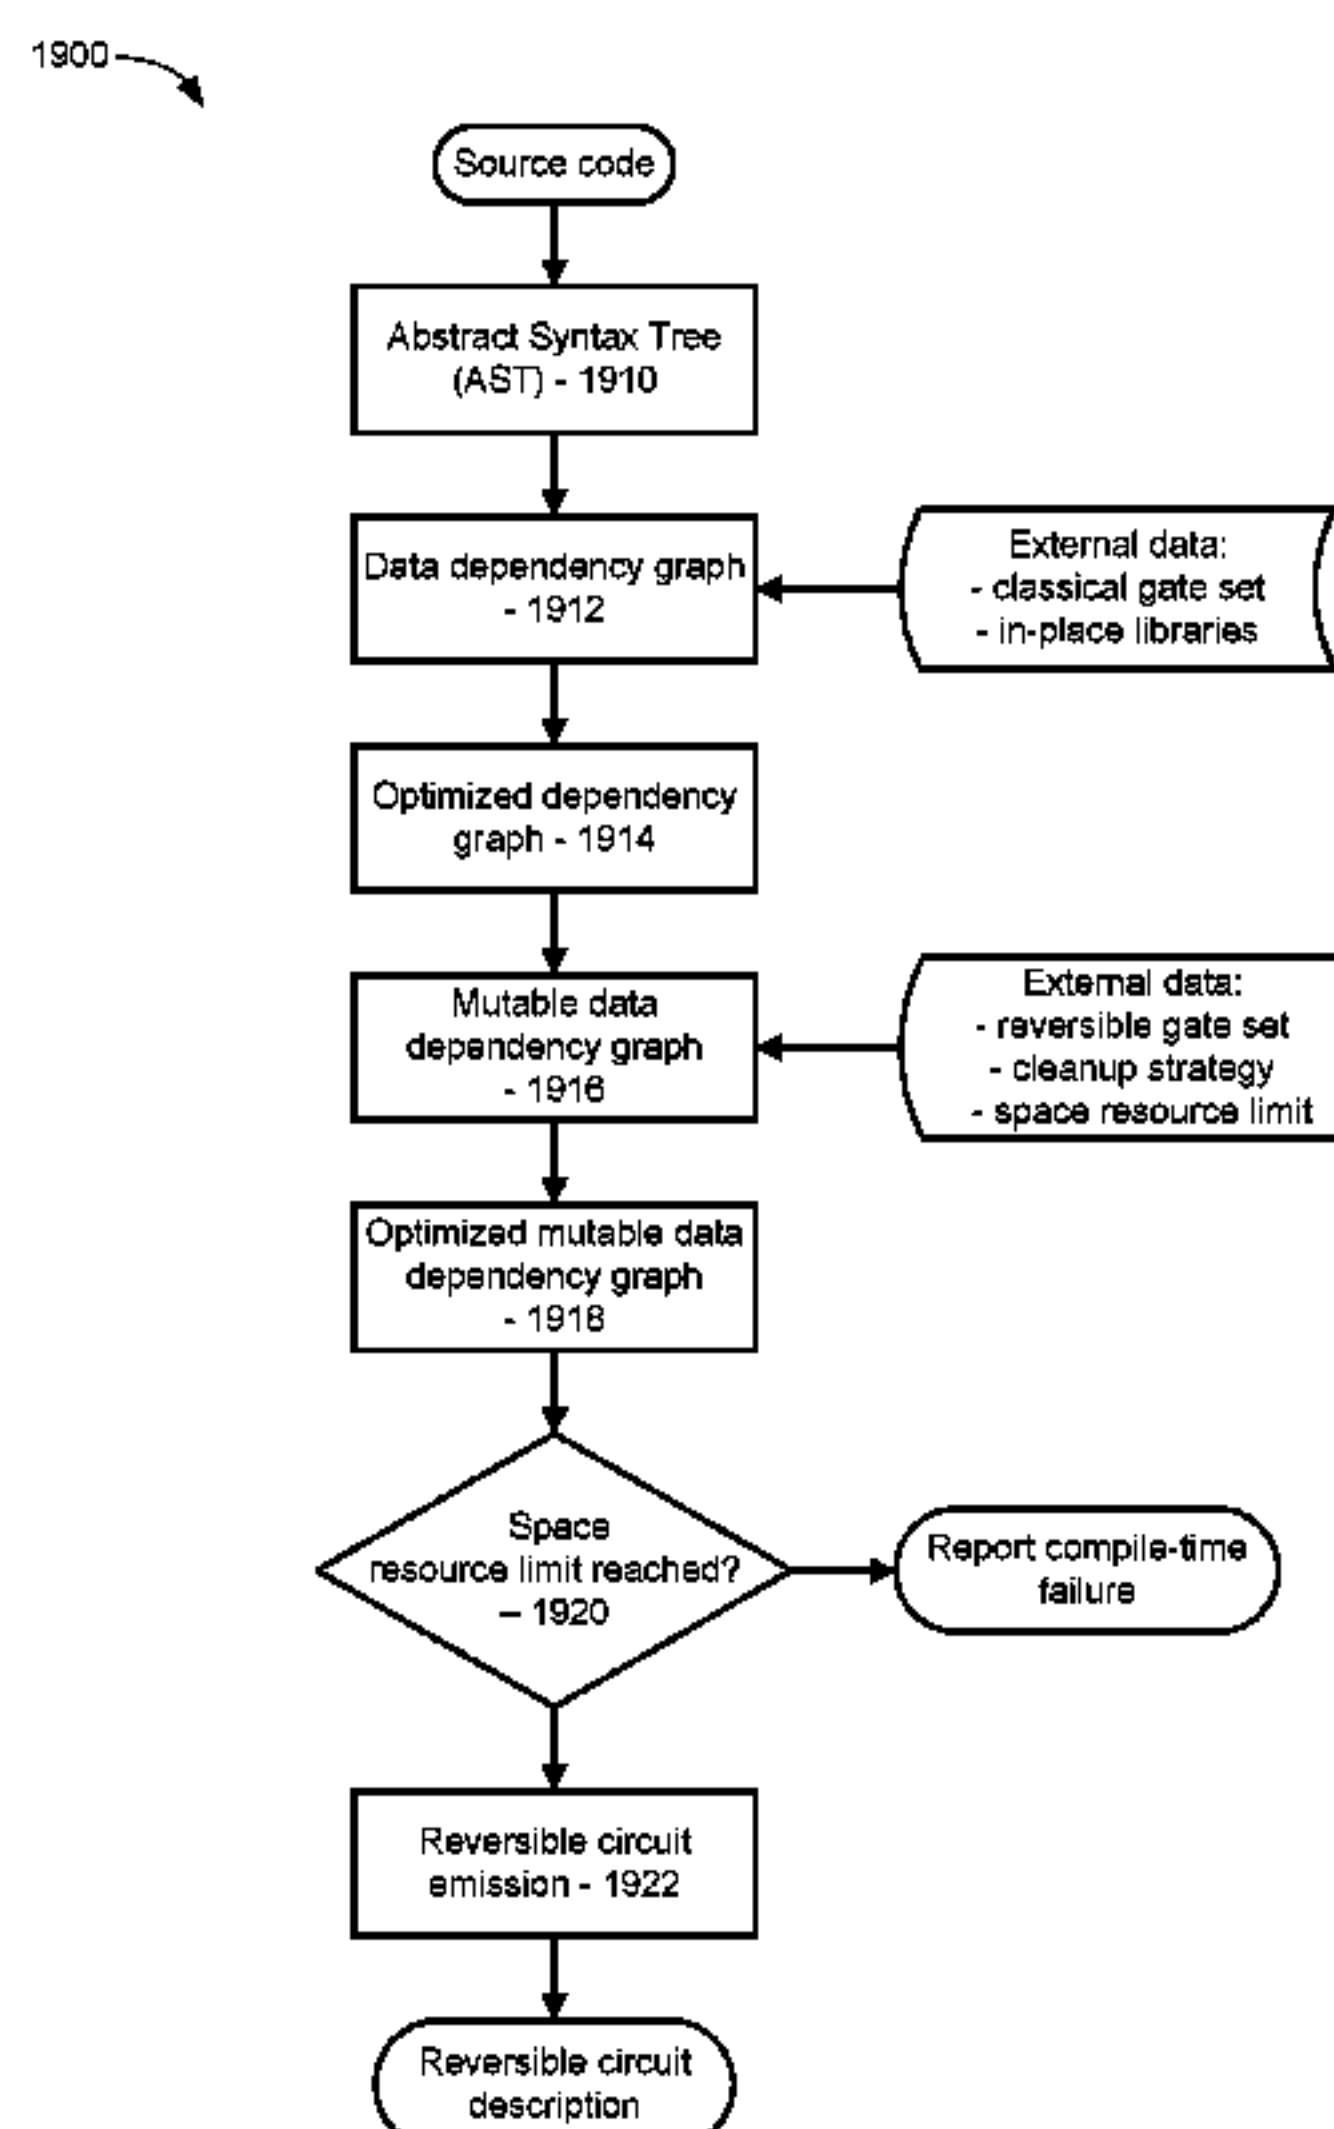 1900
Source code
Abstract Syntax Tree
(AST) - 1910
Data dependency graph
- 1912
External data:
- classical gate set
- in-place libraries
Optimized dependency
graph - 1914
Mutable data
dependency graph
- 1916
External data:
- reversible gate set
- cleanup strategy
- space resource limit
Optimized mutable data
dependency graph
- 1918
Space
resource limit reached?
– 1920
Report compile-time
failure
Reversible circuit
emission - 1922
Reversible circuit
description